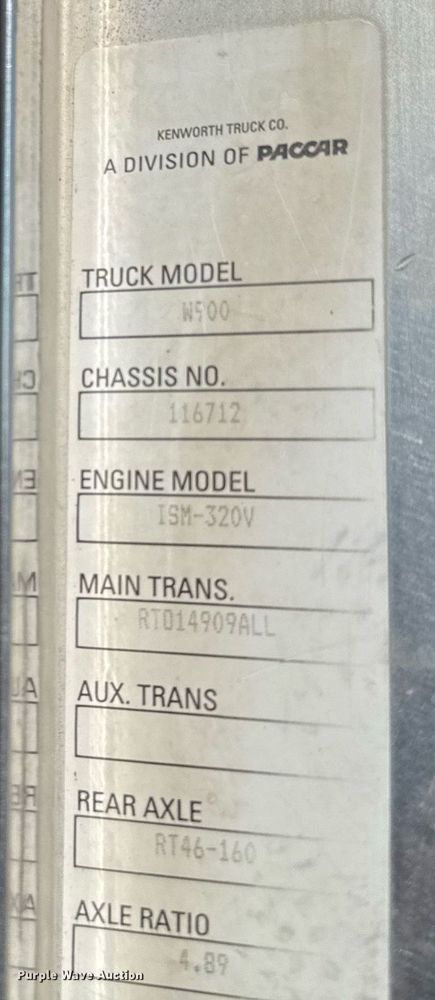 KENWORTH TRUCK CO.
A DIVISION OF PACCAR
TRUCK MODEL
W500
CHASSIS NO.
116712
ENGINE MODEL
ISM-320V
MAIN TRANS.
RTO14909ALL
AUX. TRANS
REAR AXLE
RT46-160
AXLE RATIO
4.89
Purple Wave Auction